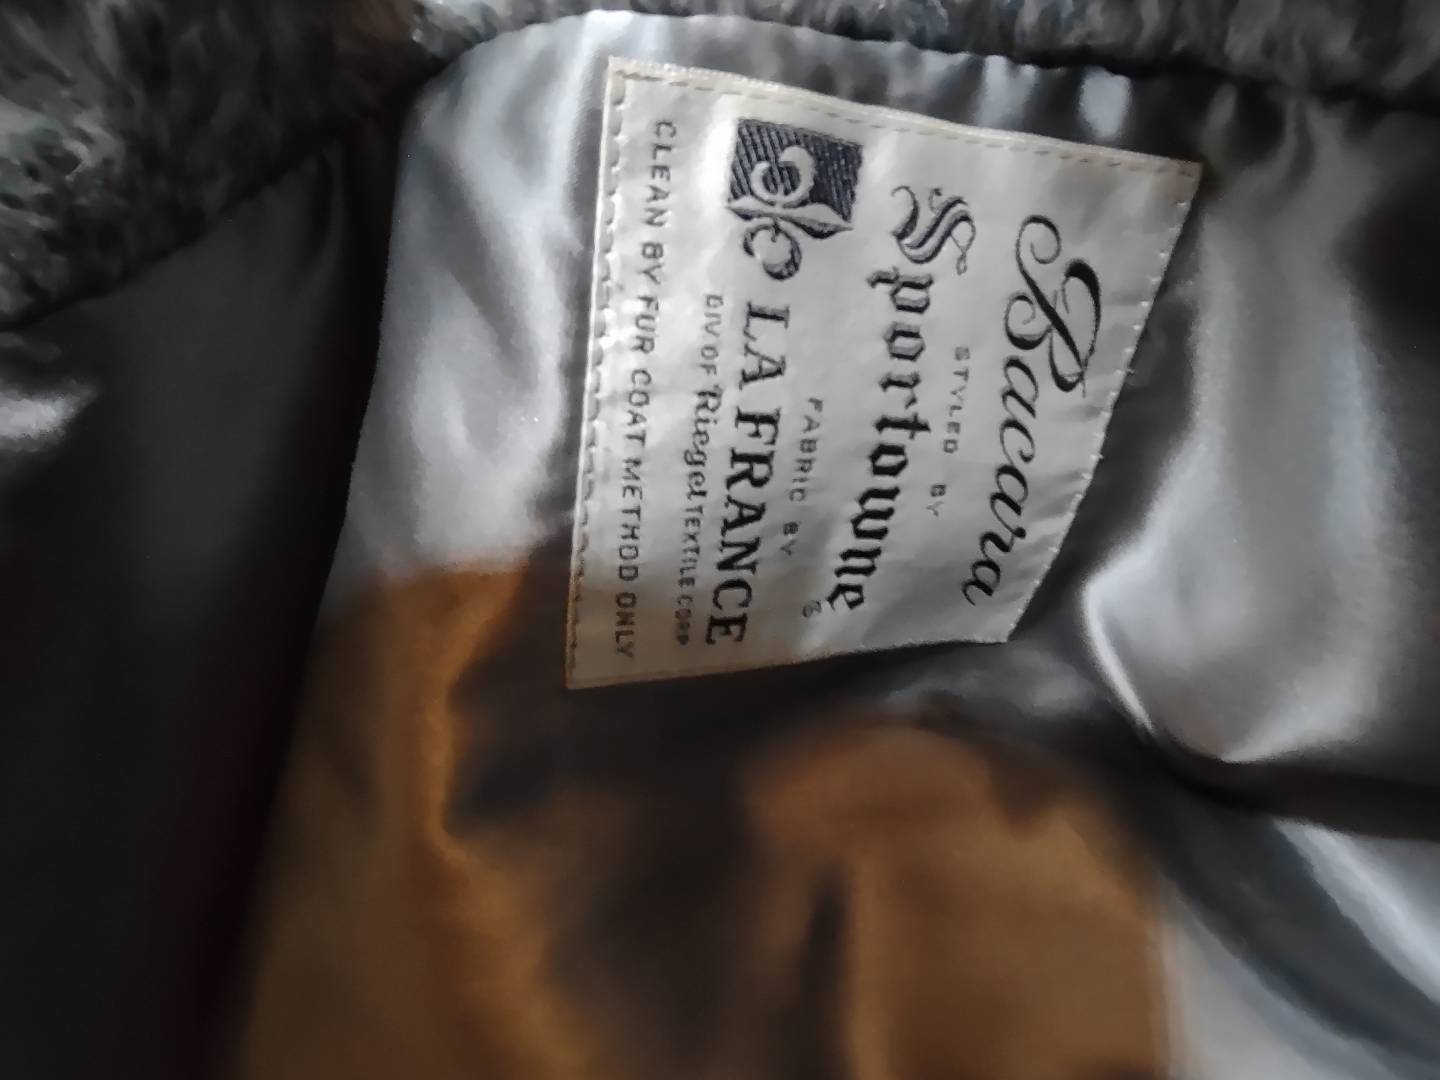 Bacara
STYLED BY
Sportowne ®
FABRIC BY
LA FRANCE
DIV OF Riegel TEXTILE CORP
CLEAN BY FUR COAT METHOD ONLY